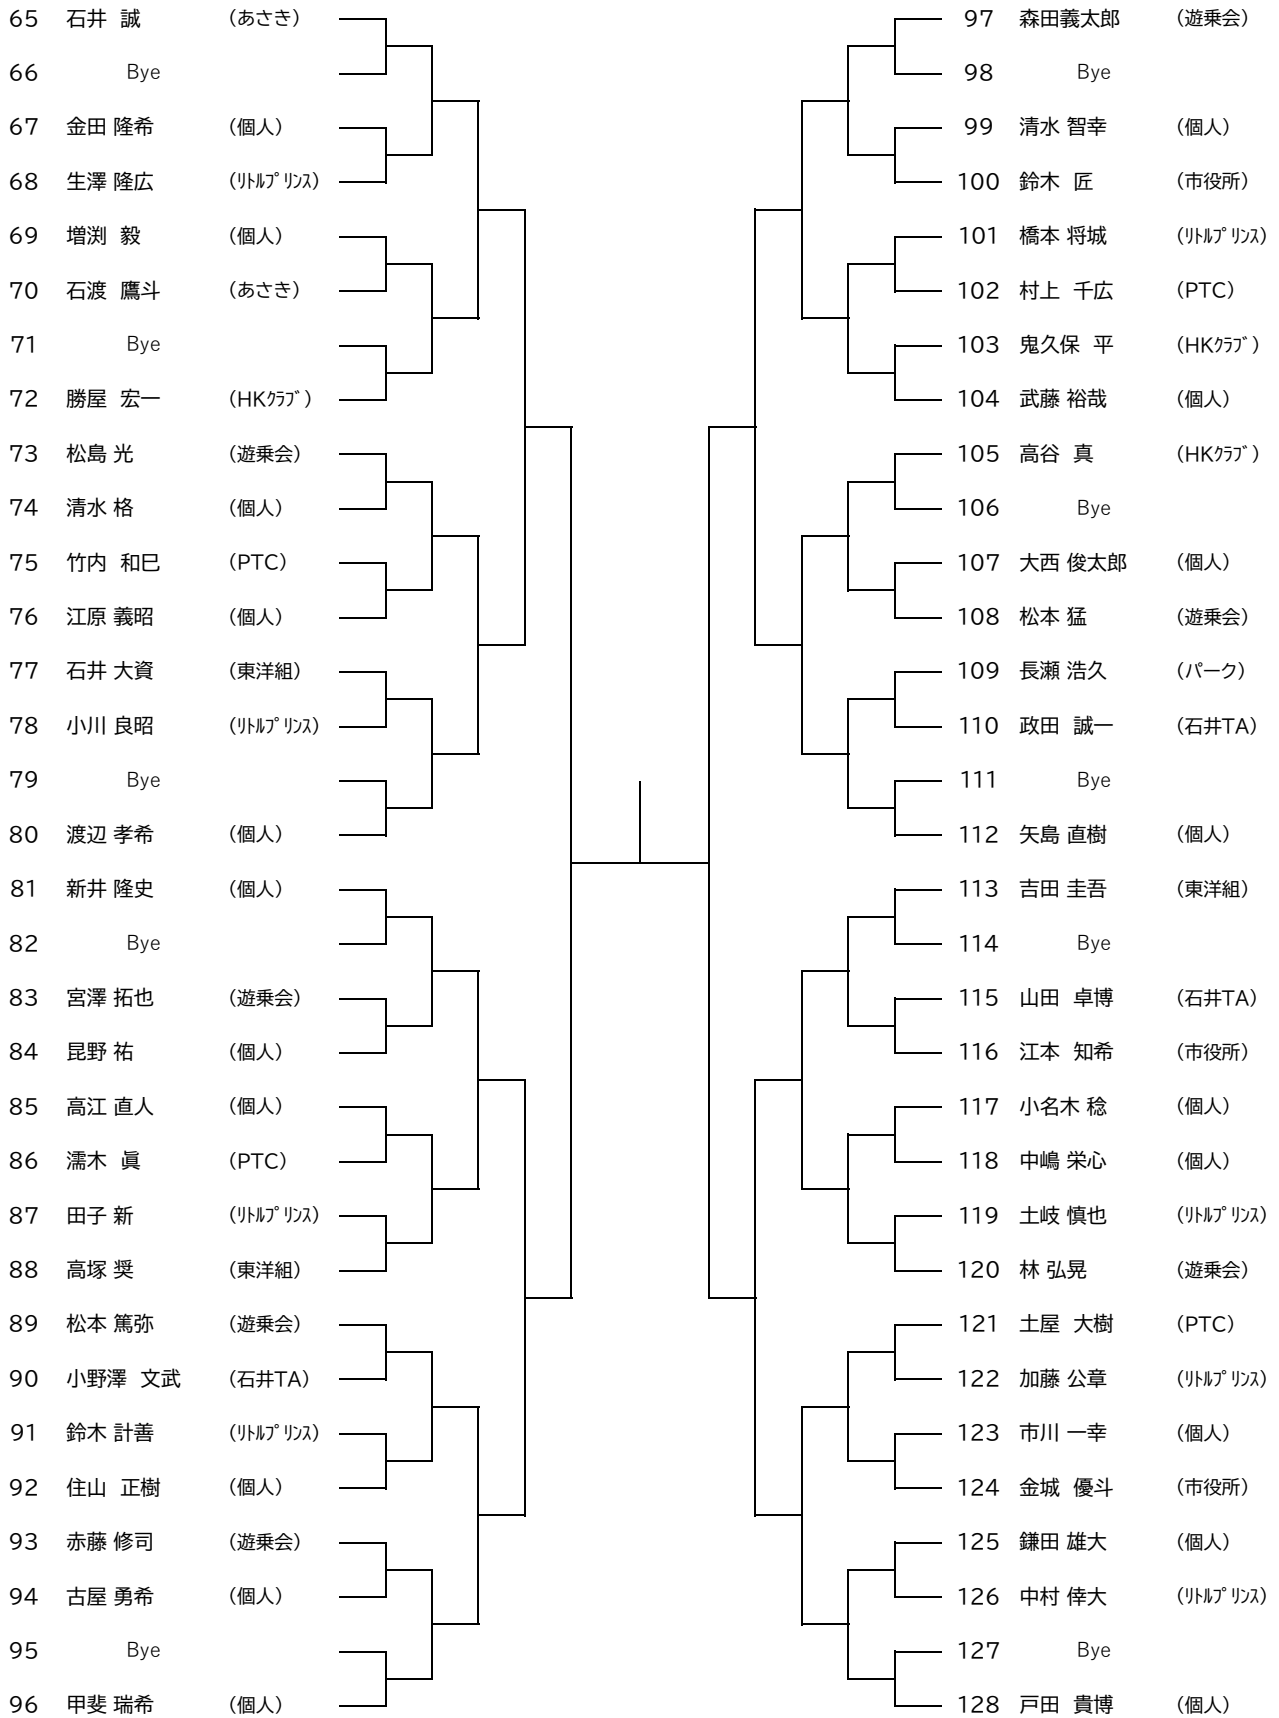 65 石井 誠 (あさき)
66 Bye
67 金田 隆希 (個人)
68 生澤 隆広 (ﾘﾄﾙﾌﾟﾘﾝｽ)
69 増渕 毅 (個人)
70 石渡 鷹斗 (あさき)
71 Bye
72 勝屋 宏一 (HKｸﾗﾌﾞ)
73 松島 光 (遊乗会)
74 清水 格 (個人)
75 竹内 和巳 (PTC)
76 江原 義昭 (個人)
77 石井 大資 (東洋組)
78 小川 良昭 (ﾘﾄﾙﾌﾟﾘﾝｽ)
79 Bye
80 渡辺 孝希 (個人)
81 新井 隆史 (個人)
82 Bye
83 宮澤 拓也 (遊乗会)
84 昆野 祐 (個人)
85 高江 直人 (個人)
86 濡木 眞 (PTC)
87 田子 新 (ﾘﾄﾙﾌﾟﾘﾝｽ)
88 高塚 奨 (東洋組)
89 松本 篤弥 (遊乗会)
90 小野澤 文武 (石井TA)
91 鈴木 計善 (ﾘﾄﾙﾌﾟﾘﾝｽ)
92 住山 正樹 (個人)
93 赤藤 修司 (遊乗会)
94 古屋 勇希 (個人)
95 Bye
96 甲斐 瑞希 (個人)
97 森田義太郎 (遊乗会)
98 Bye
99 清水 智幸 (個人)
100 鈴木 匠 (市役所)
101 橋本 将城 (ﾘﾄﾙﾌﾟﾘﾝｽ)
102 村上 千広 (PTC)
103 鬼久保 平 (HKｸﾗﾌﾞ)
104 武藤 裕哉 (個人)
105 高谷 真 (HKｸﾗﾌﾞ)
106 Bye
107 大西 俊太郎 (個人)
108 松本 猛 (遊乗会)
109 長瀬 浩久 (パーク)
110 政田 誠一 (石井TA)
111 Bye
112 矢島 直樹 (個人)
113 吉田 圭吾 (東洋組)
114 Bye
115 山田 卓博 (石井TA)
116 江本 知希 (市役所)
117 小名木 稔 (個人)
118 中嶋 栄心 (個人)
119 土岐 慎也 (ﾘﾄﾙﾌﾟﾘﾝｽ)
120 林 弘晃 (遊乗会)
121 土屋 大樹 (PTC)
122 加藤 公章 (ﾘﾄﾙﾌﾟﾘﾝｽ)
123 市川 一幸 (個人)
124 金城 優斗 (市役所)
125 鎌田 雄大 (個人)
126 中村 倖大 (ﾘﾄﾙﾌﾟﾘﾝｽ)
127 Bye
128 戸田 貴博 (個人)